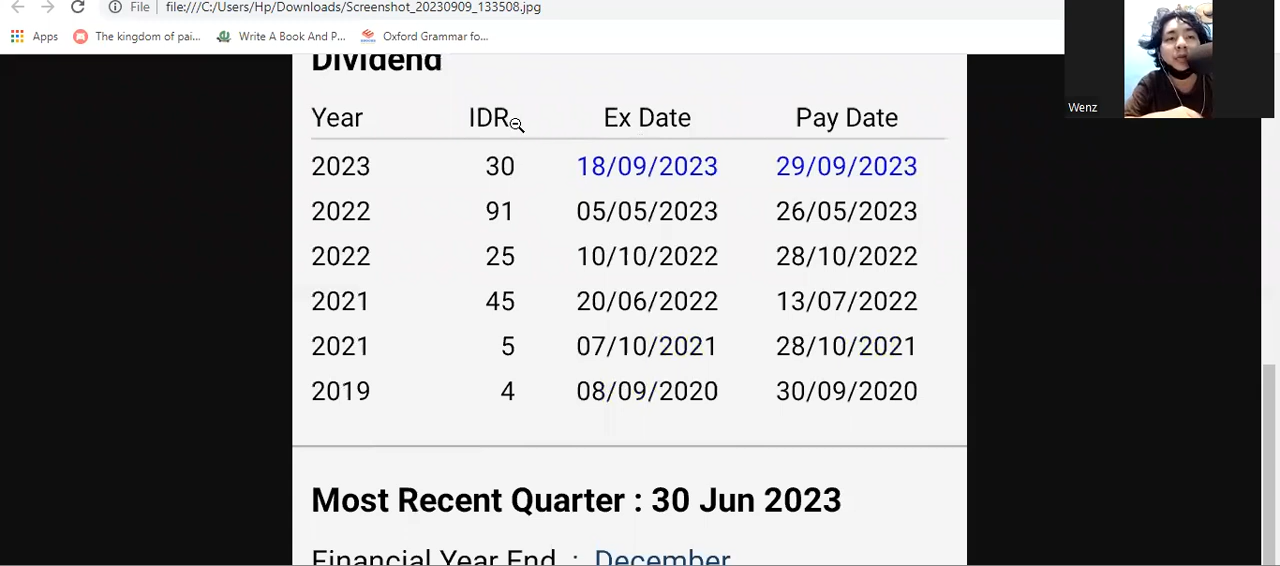 File | file:///C:/Users/Hp/Downloads/Screenshot_20230909_133508.jpg
Apps The kingdom of pai... Write A Book And P... Oxford Grammar fo...
Wenz
Dividend
Year IDR Ex Date Pay Date
2023 30 18/09/2023 29/09/2023
2022 91 05/05/2023 26/05/2023
2022 25 10/10/2022 28/10/2022
2021 45 20/06/2022 13/07/2022
2021 5 07/10/2021 28/10/2021
2019 4 08/09/2020 30/09/2020
Most Recent Quarter : 30 Jun 2023
Financial Year End : December